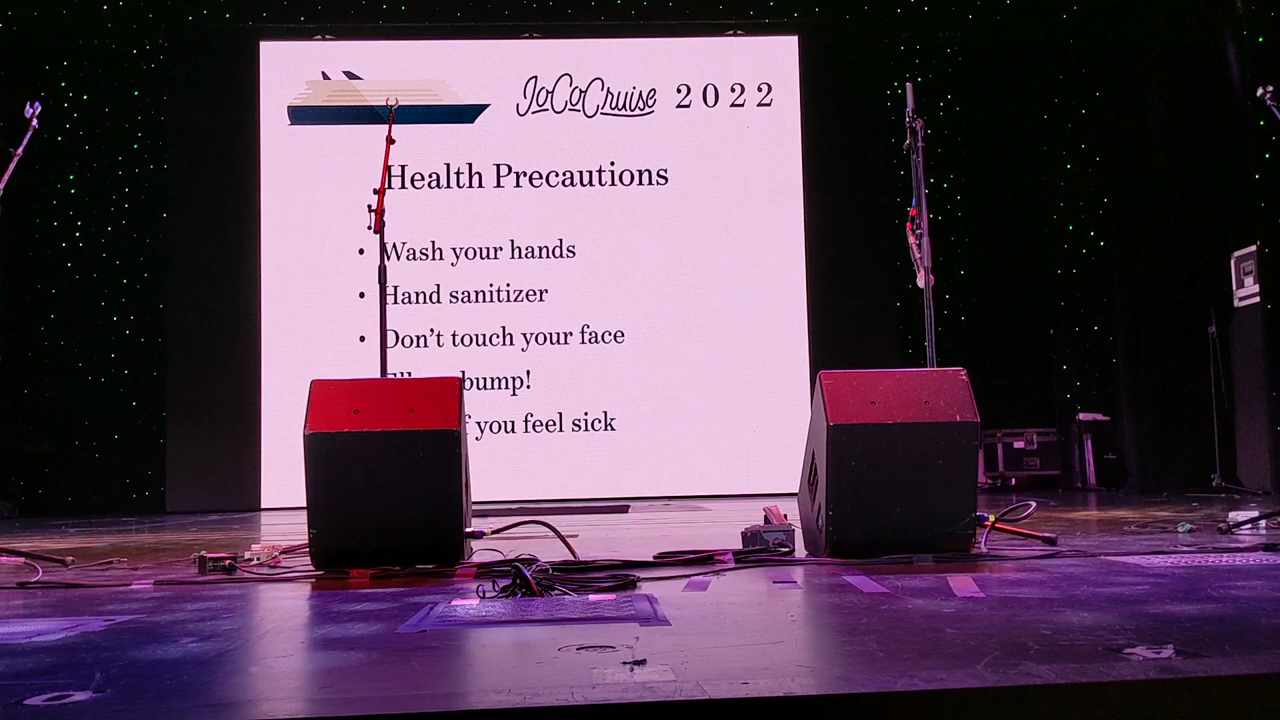 JoCoCruise 2022
Health Precautions
• Wash your hands
• Hand sanitizer
• Don't touch your face
bump!
you feel sick